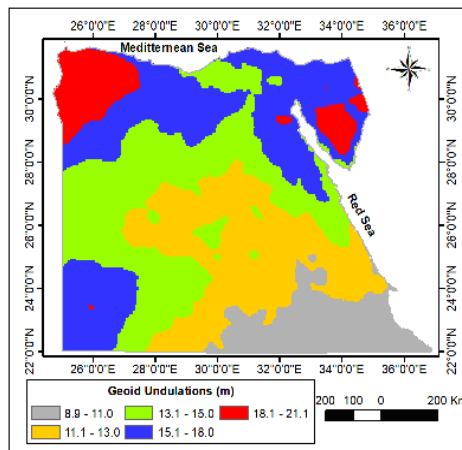 26°0'0"E 28°0'0"E 30°0'0"E 32°0'0"E 34°0'0"E 36°0'0"E
Meditternean Sea
30°0'0"N 30°0'0"N
28°0'0"N 28°0'0"N
Red Sea
26°0'0"N 26°0'0"N
24°0'0"N 24°0'0"N
22°0'0"N 22°0'0"N
26°0'0"E 28°0'0"E 30°0'0"E 32°0'0"E 34°0'0"E 36°0'0"E
Geoid Undulations (m)
8.9 - 11.0 13.1 - 15.0 18.1 - 21.1
11.1 - 13.0 15.1 - 18.0
200 100 0 200 Km